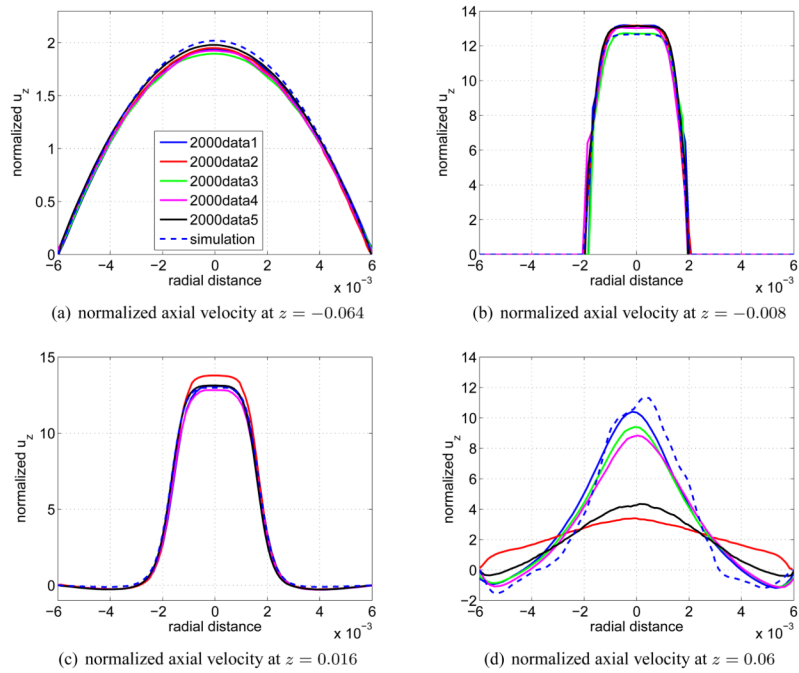 2
1.5
1
0.5
0
normalized u_z
2000data1
2000data2
2000data3
2000data4
2000data5
simulation
−6 −4 −2 0 2 4 6
radial distance
x 10^−3
(a) normalized axial velocity at z = −0.064
14
12
10
8
6
4
2
0
normalized u_z
−6 −4 −2 0 2 4 6
radial distance
x 10^−3
(b) normalized axial velocity at z = −0.008
15
10
5
0
normalized u_z
−6 −4 −2 0 2 4 6
radial distance
x 10^−3
(c) normalized axial velocity at z = 0.016
14
12
10
8
6
4
2
0
−2
normalized u_z
−6 −4 −2 0 2 4 6
radial distance
x 10^−3
(d) normalized axial velocity at z = 0.06